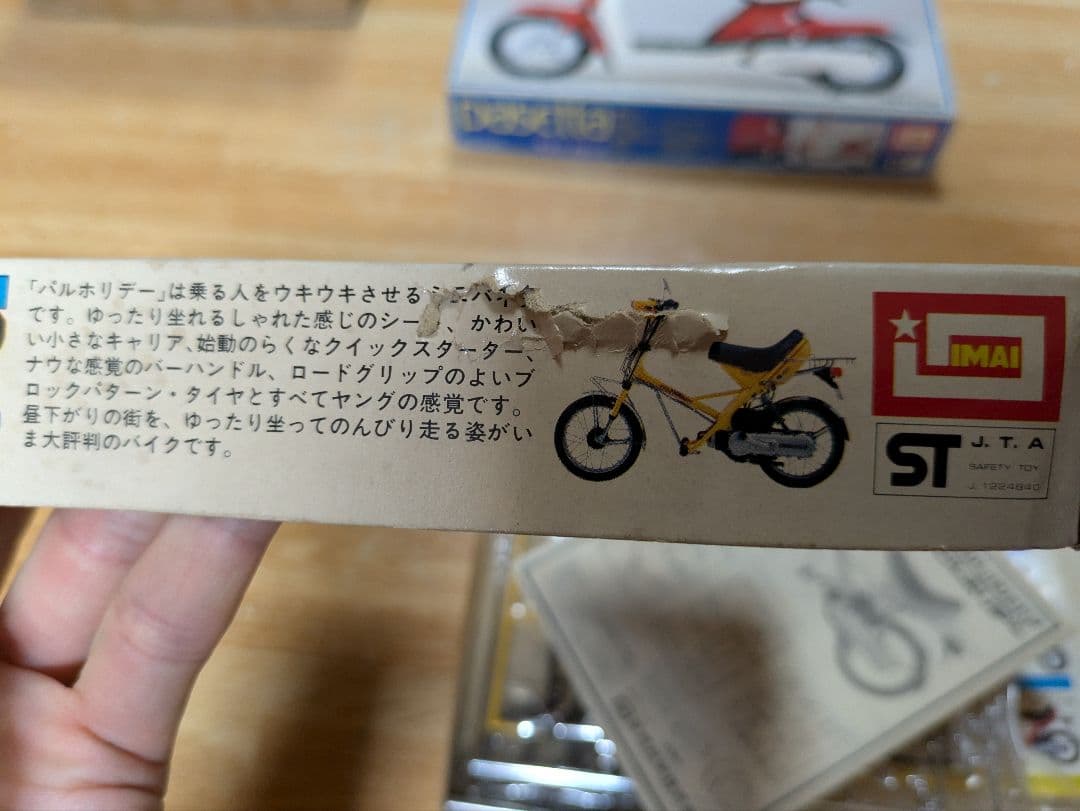 「バルホリデー」は乗る人をウキウキさせる
です。ゆったり坐れるしゃれた感じのシー、かわい
い小さなキャリア、始動のらくなクイックスターター、
ナウな感覚のバーハンドル、ロードグリップのよいブ
ロックパターン・タイヤとすべてヤングの感覚です。
昼下がりの街を、ゆったり坐ってのんびり走る姿がい
ま大評判のバイクです。
IMAI
ST J. T. A
SAFETY TOY
J. 1224840